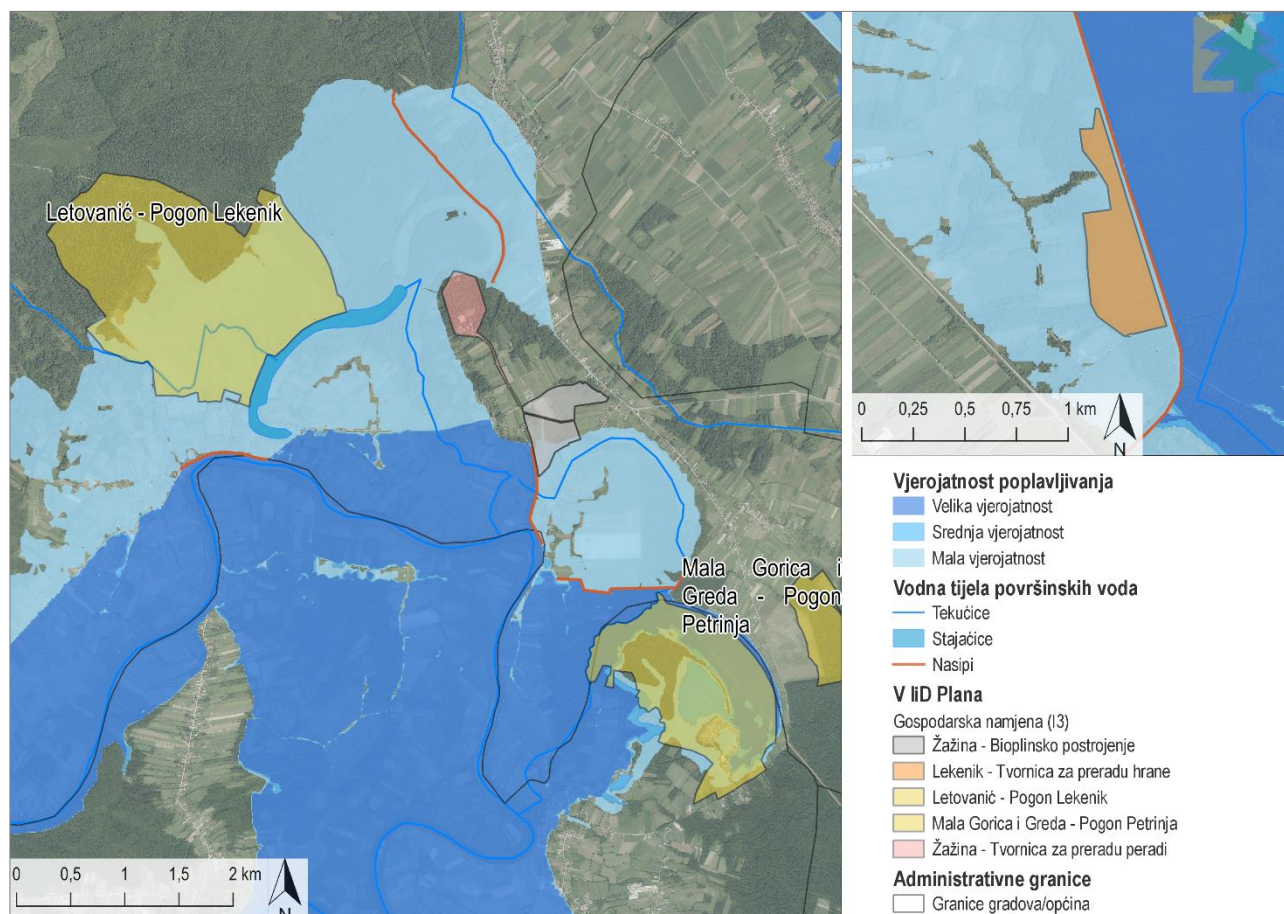 Letovanić - Pogon Lekenik
Mala Gorica i
Greda - Pogon
Petrinja
0 0,5 1 1,5 2 km
N
0 0,25 0,5 0,75 1 km
N
Vjerojatnost poplavljivanja
Velika vjerojatnost
Srednja vjerojatnost
Mala vjerojatnost
Vodna tijela površinskih voda
Tekućice
Stajaćice
Nasipi
V IiD Plana
Gospodarska namjena (I3)
Žažina - Bioplinsko postrojenje
Lekenik - Tvornica za preradu hrane
Letovanić - Pogon Lekenik
Mala Gorica i Greda - Pogon Petrinja
Žažina - Tvornica za preradu peradi
Administrativne granice
Granice gradova/općina